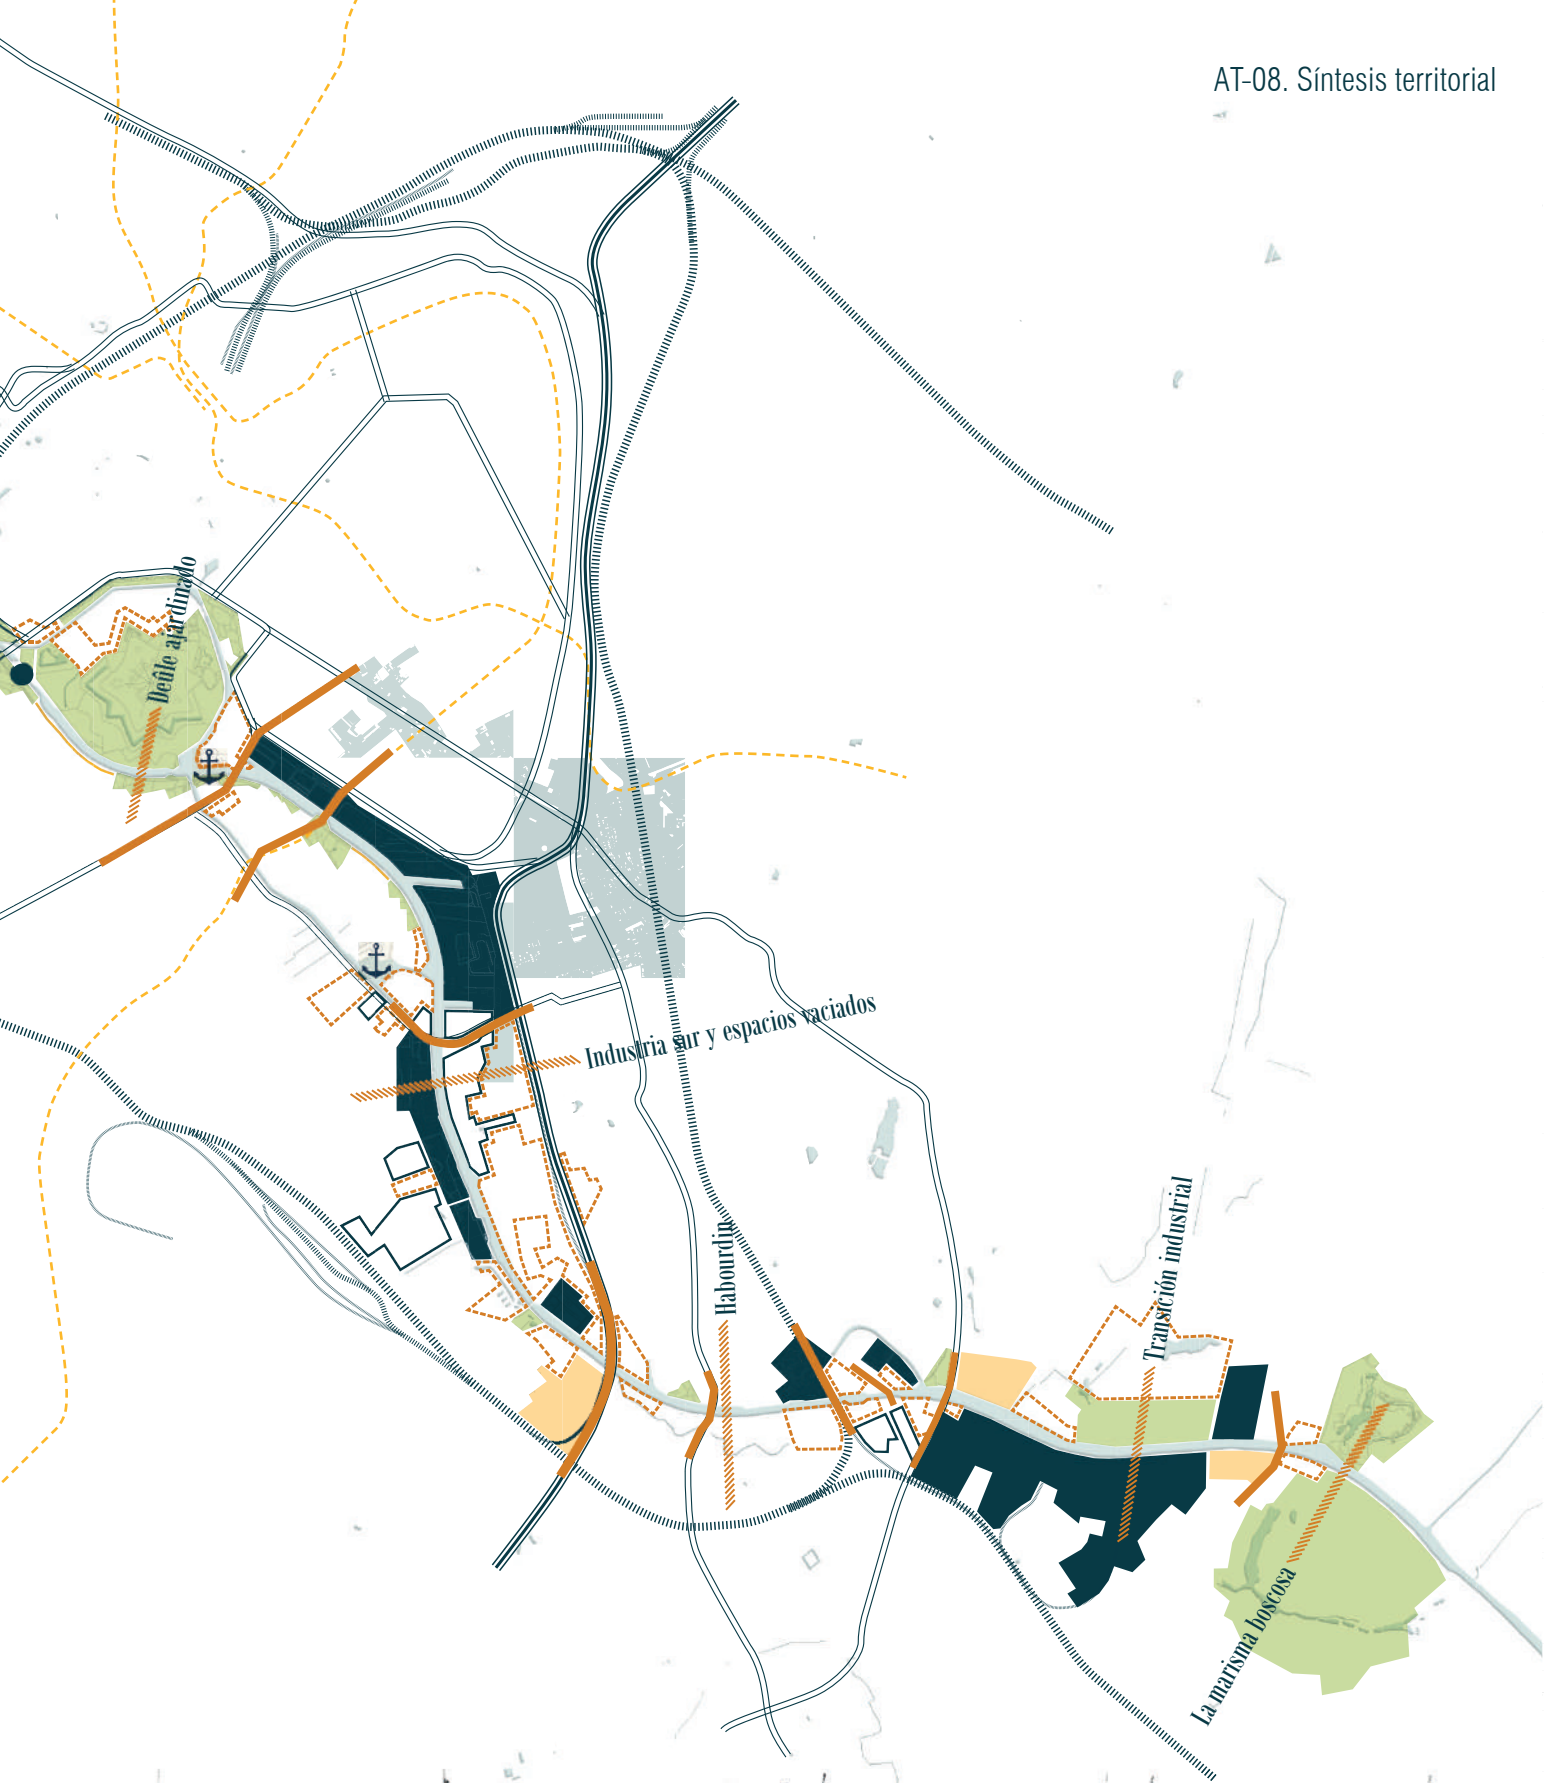 AT-08. Síntesis territorial
Deûle ajardinado
Industria sur y espacios vaciados
Habourdin
Transición industrial
La marisma boscosa